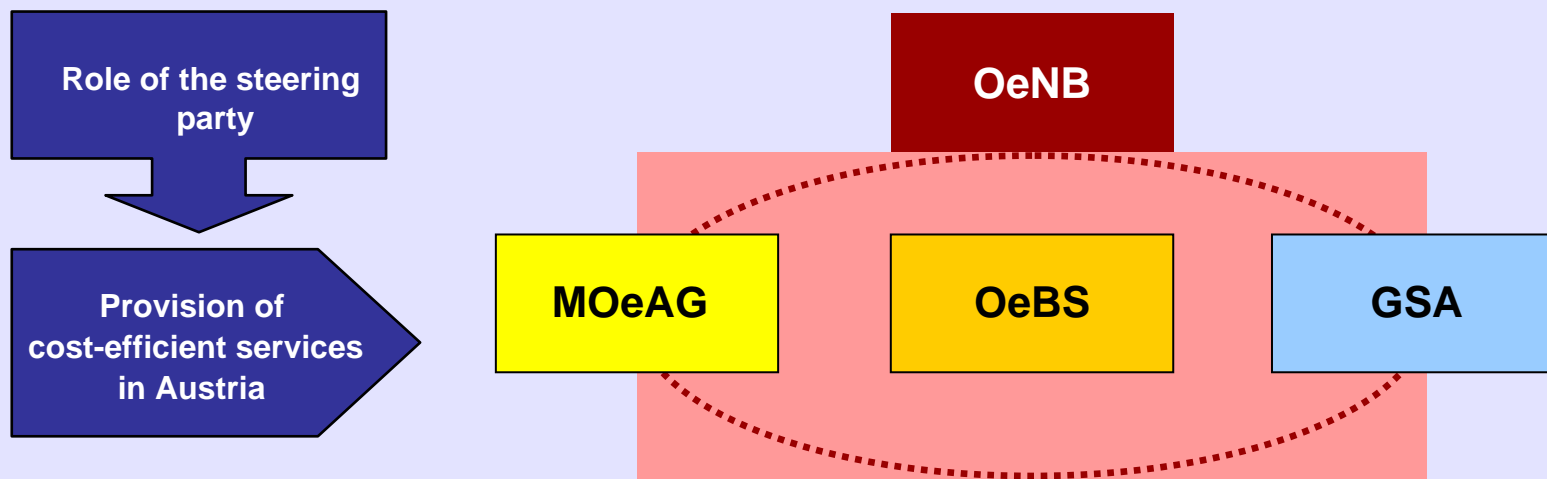 Role of the steering
party
OeNB
Provision of
cost-efficient services
in Austria
MOeAG
OeBS
GSA